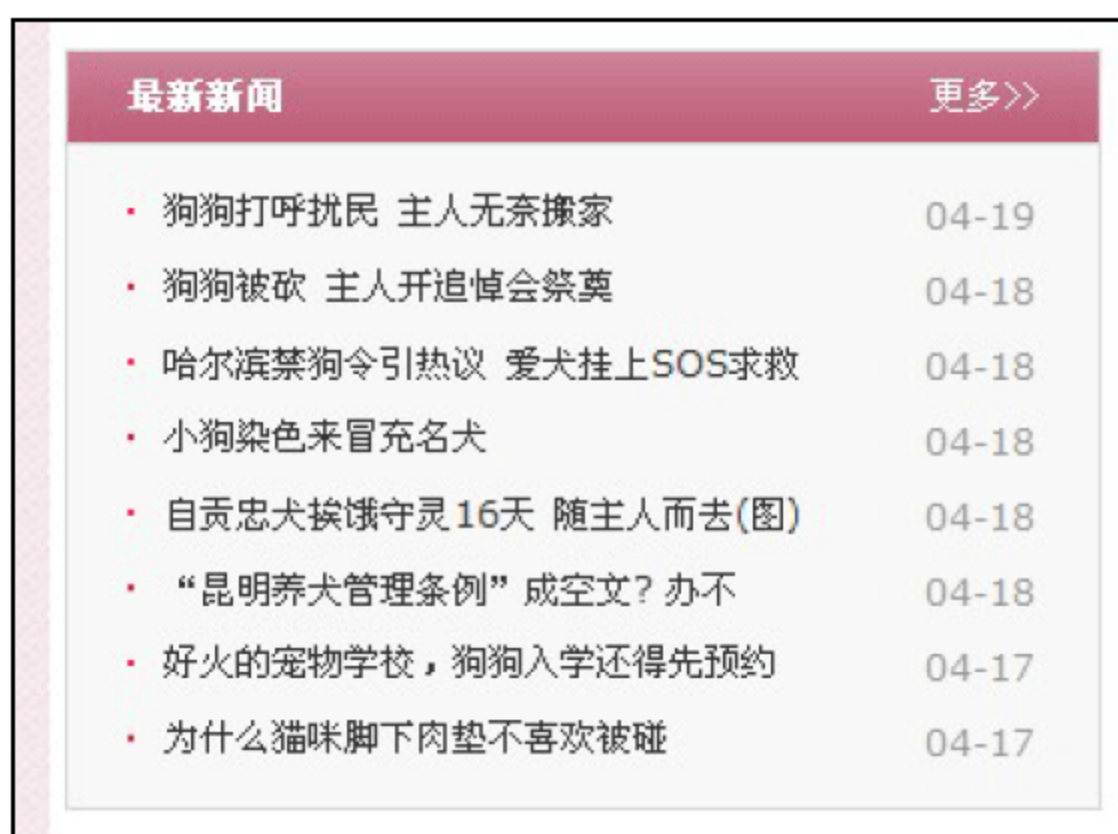 最新新闻 更多>>
· 狗狗打呼扰民 主人无奈搬家 04-19
· 狗狗被砍 主人开追悼会祭奠 04-18
· 哈尔滨禁狗令引热议 爱犬挂上SOS求救 04-18
· 小狗染色来冒充名犬 04-18
· 自贡忠犬挨饿守灵16天 随主人而去(图) 04-18
· “昆明养犬管理条例”成空文？办不 04-18
· 好火的宠物学校，狗狗入学还得先预约 04-17
· 为什么猫咪脚下肉垫不喜欢被碰 04-17